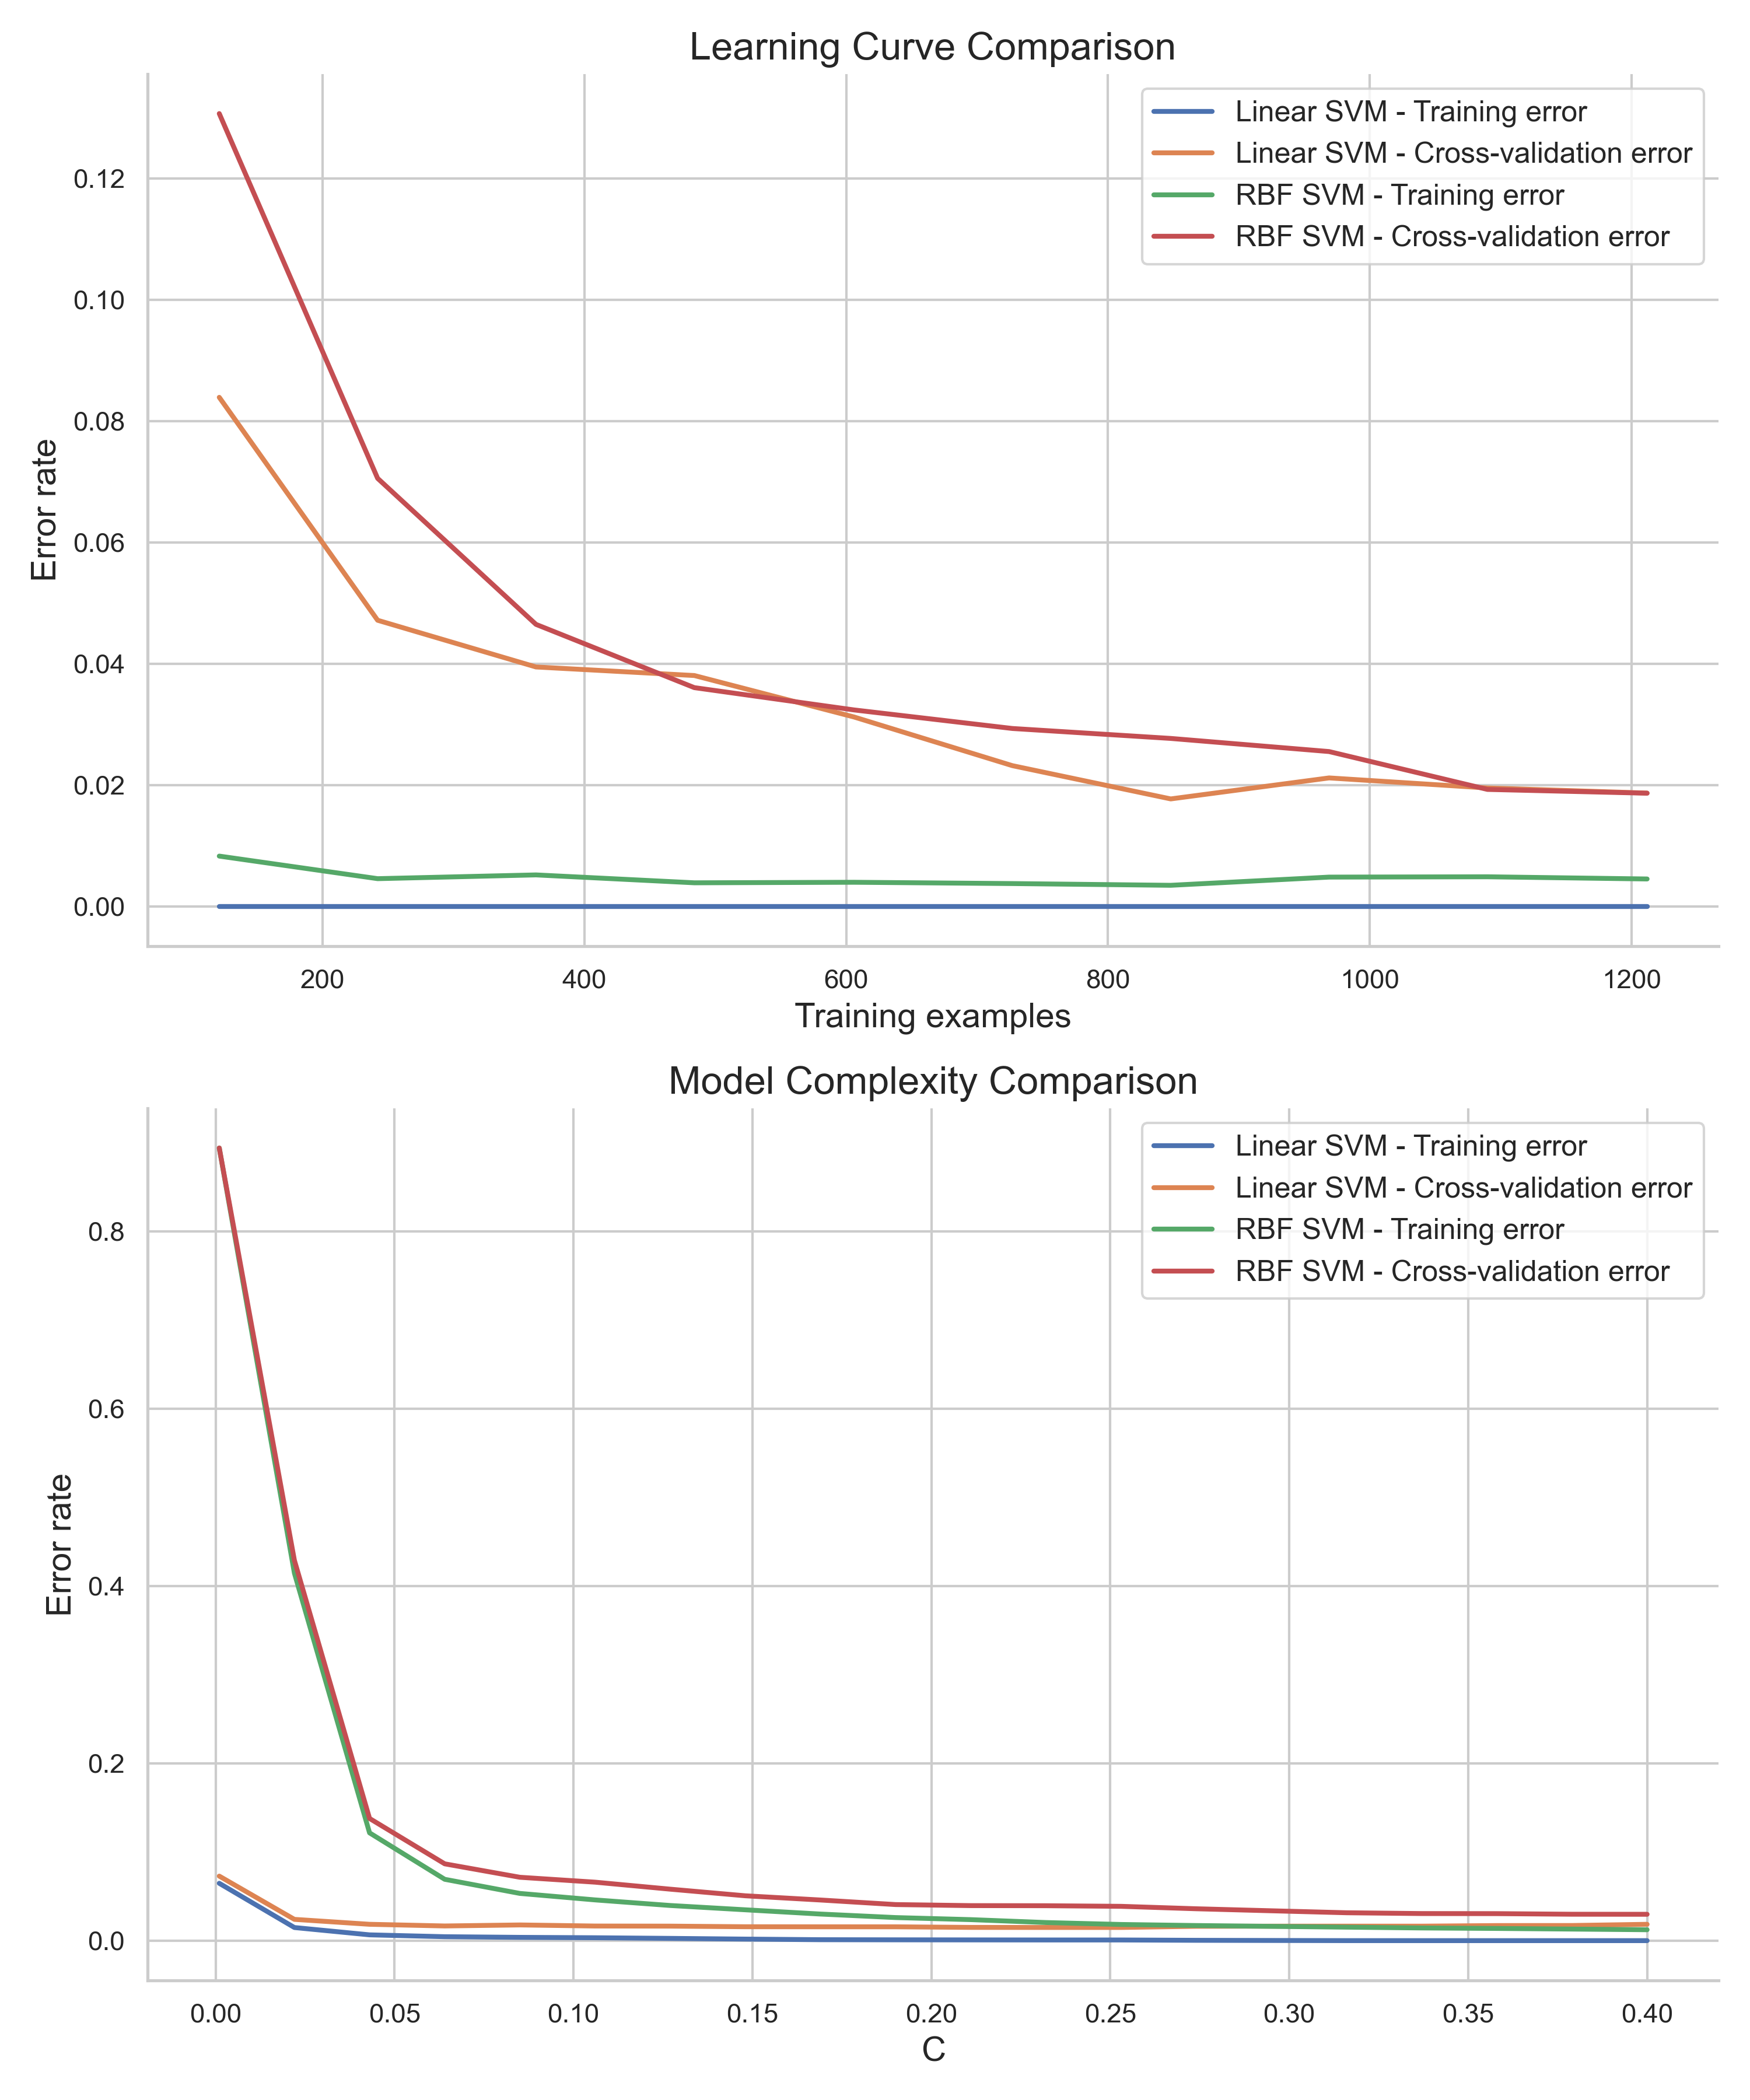 Learning Curve Comparison
Linear SVM - Training error
Linear SVM - Cross-validation error
RBF SVM - Training error
RBF SVM - Cross-validation error
0.12
0.10
0.08
0.06
0.04
0.02
0.00
Error rate
200 400 600 800 1000 1200
Training examples
Model Complexity Comparison
Linear SVM - Training error
Linear SVM - Cross-validation error
RBF SVM - Training error
RBF SVM - Cross-validation error
0.8
0.6
0.4
0.2
0.0
Error rate
0.00 0.05 0.10 0.15 0.20 0.25 0.30 0.35 0.40
C